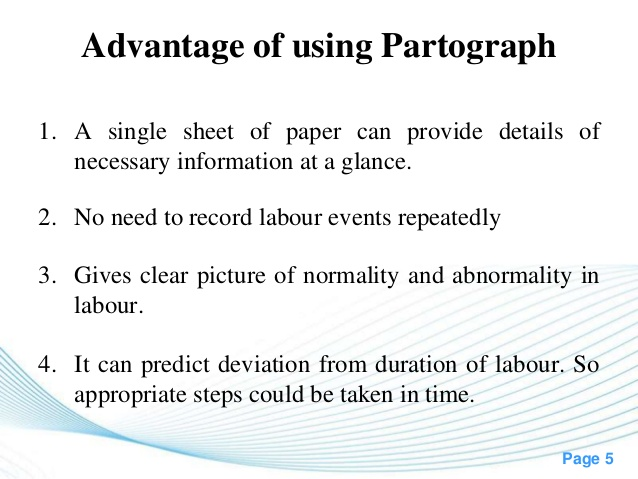 Advantage of using Partograph
1. A single sheet of paper can provide details of
necessary information at a glance.
2. No need to record labour events repeatedly
3. Gives clear picture of normality and abnormality in
labour.
4. It can predict deviation from duration of labour. So
appropriate steps could be taken in time.
Page 5